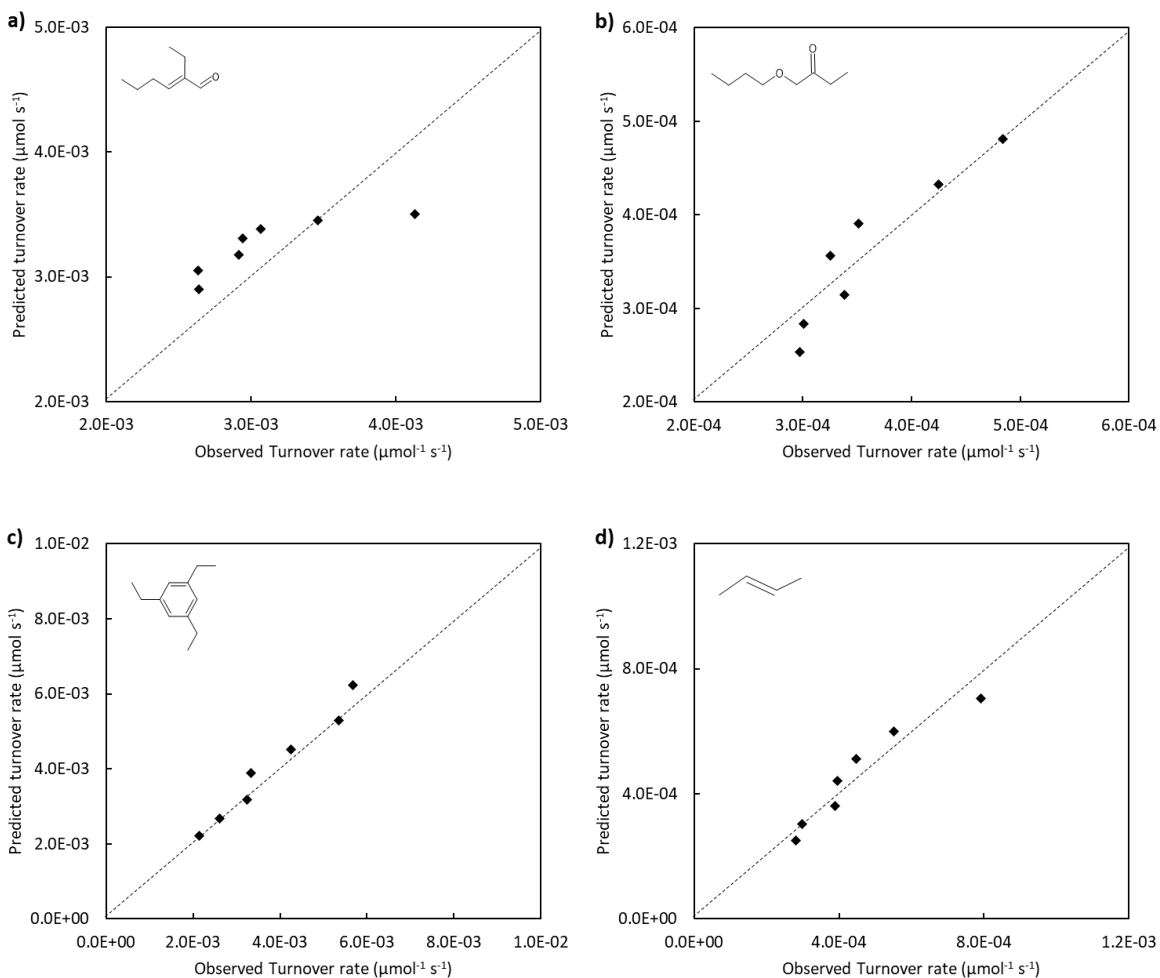 a)
5.0E-03
4.0E-03
3.0E-03
2.0E-03
Predicted turnover rate (µmol s⁻¹)
O
2.0E-03 3.0E-03 4.0E-03 5.0E-03
Observed Turnover rate (µmol⁻¹ s⁻¹)
b)
6.0E-04
5.0E-04
4.0E-04
3.0E-04
2.0E-04
Predicted turnover rate (µmol s⁻¹)
O
O
2.0E-04 3.0E-04 4.0E-04 5.0E-04 6.0E-04
Observed Turnover rate (µmol⁻¹ s⁻¹)
c)
1.0E-02
8.0E-03
6.0E-03
4.0E-03
2.0E-03
0.0E+00
Predicted turnover rate (µmol s⁻¹)
0.0E+00 2.0E-03 4.0E-03 6.0E-03 8.0E-03 1.0E-02
Observed Turnover rate (µmol⁻¹ s⁻¹)
d)
1.2E-03
8.0E-04
4.0E-04
0.0E+00
Predicted turnover rate (µmol s⁻¹)
0.0E+00 4.0E-04 8.0E-04 1.2E-03
Observed Turnover rate (µmol⁻¹ s⁻¹)